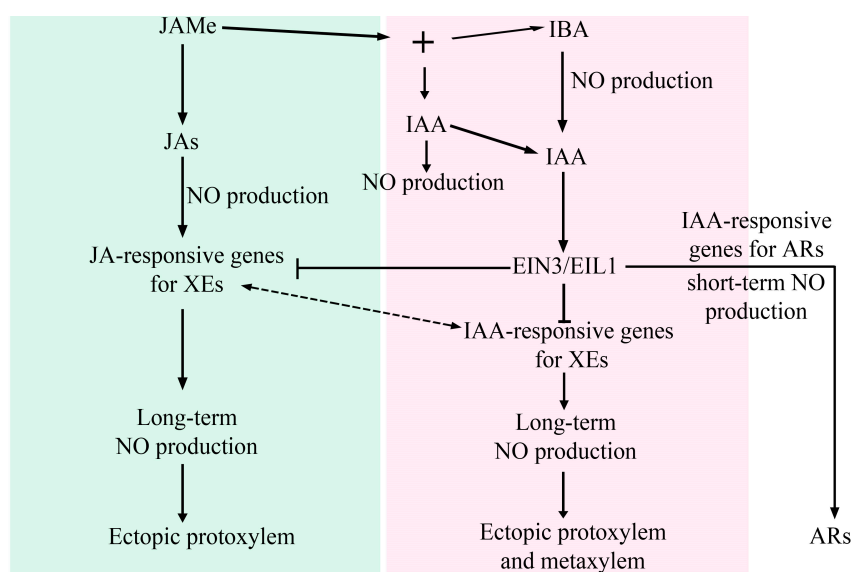 JAMe
+
IBA
NO production
IAA
JAs
IAA
NO production
NO production
IAA-responsive
genes for ARs
JA-responsive genes
for XEs
EIN3/EIL1
short-term NO
production
IAA-responsive genes
for XEs
Long-term
NO production
Long-term
NO production
Ectopic protoxylem
Ectopic protoxylem
and metaxylem
ARs